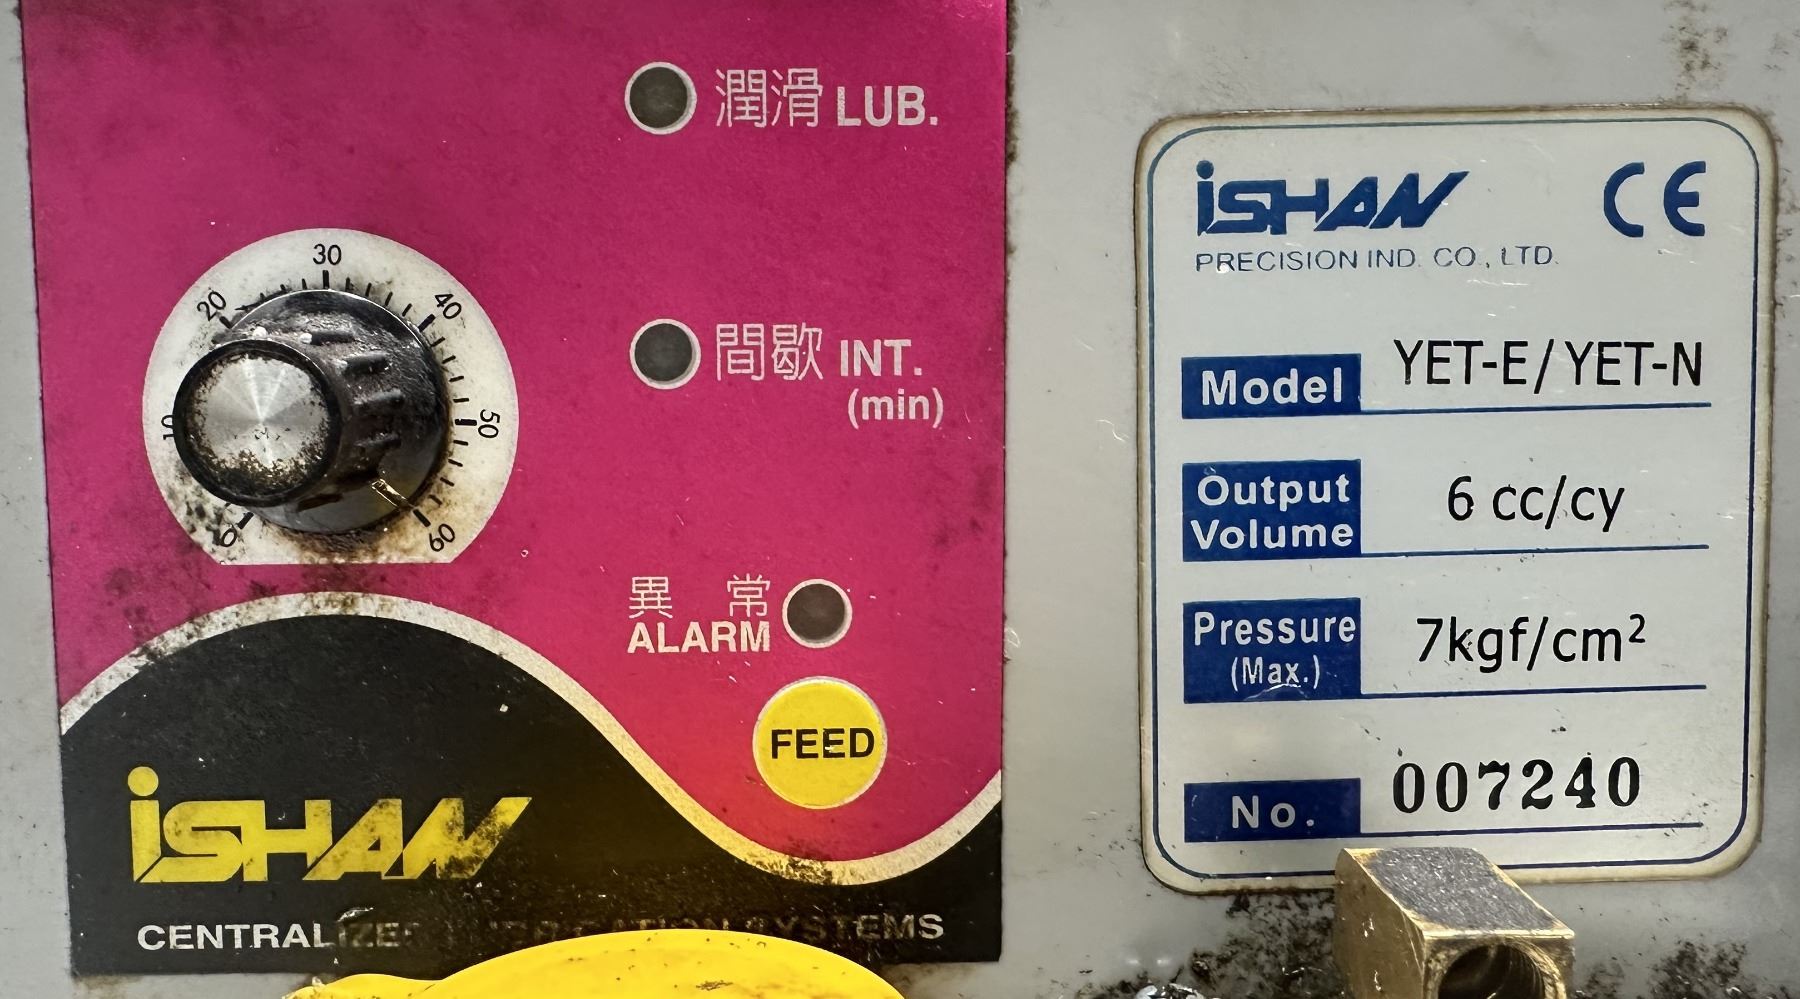 潤滑 LUB.
30
20
40
間歇 INT.
(min)
10
50
0
60
異常
ALARM
FEED
iSHAN
CENTRALIZED SYSTEMS
iSHAN CE
PRECISION IND. CO., LTD.
Model YET-E/YET-N
Output Volume 6 cc/cy
Pressure (Max.) 7kgf/cm²
No. 007240